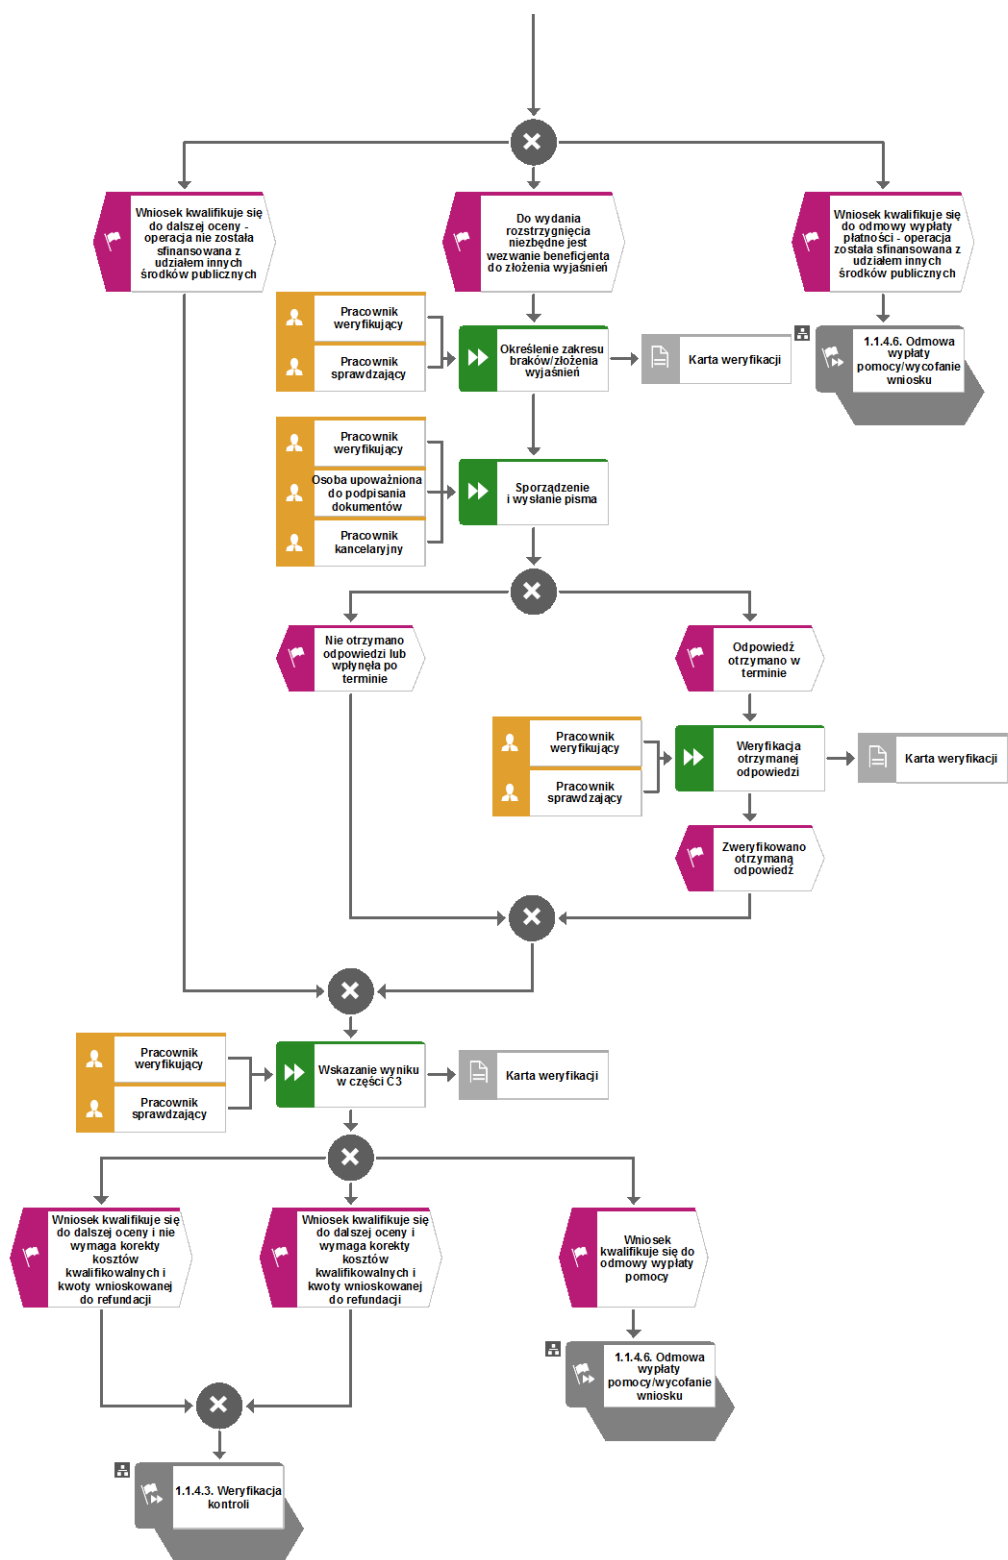 Wniosek kwalifikuje się
do dalszej oceny -
operacja nie została
sfinansowana z
udziałem innych
środków publicznych
Do wydania
rozstrzygnięcia
niezbędne jest
wezwanie beneficjenta
do złożenia wyjaśnień
Wniosek kwalifikuje się
do odmowy wypłaty
płatności - operacja
została sfinansowana z
udziałem innych
środków publicznych
Pracownik
weryfikujący
Pracownik
sprawdzający
Określenie zakresu
braków/złożenia
wyjaśnień
Karta weryfikacji
1.1.4.6. Odmowa
wypłaty
pomocy/wycofanie
wniosku
Pracownik
weryfikujący
Osoba upoważniona
do podpisania
dokumentów
Pracownik
kancelaryjny
Sporządzenie
i wysłanie pisma
Nie otrzymano
odpowiedzi lub
wpłynęła po
terminie
Odpowiedź
otrzymano w
terminie
Pracownik
weryfikujący
Pracownik
sprawdzający
Weryfikacja
otrzymanej
odpowiedzi
Karta weryfikacji
Zweryfikowano
otrzymaną
odpowiedź
Pracownik
weryfikujący
Pracownik
sprawdzający
Wskazanie wyniku
w części C3
Karta weryfikacji
Wniosek kwalifikuje się
do dalszej oceny i nie
wymaga korekty
kosztów
kwalifikowalnych i
kwoty wnioskowanej
do refundacji
Wniosek kwalifikuje się
do dalszej oceny i
wymaga korekty
kosztów
kwalifikowalnych i
kwoty wnioskowanej
do refundacji
Wniosek
kwalifikuje się do
odmowy wypłaty
pomocy
1.1.4.6. Odmowa
wypłaty
pomocy/wycofanie
wniosku
1.1.4.3. Weryfikacja
kontroli